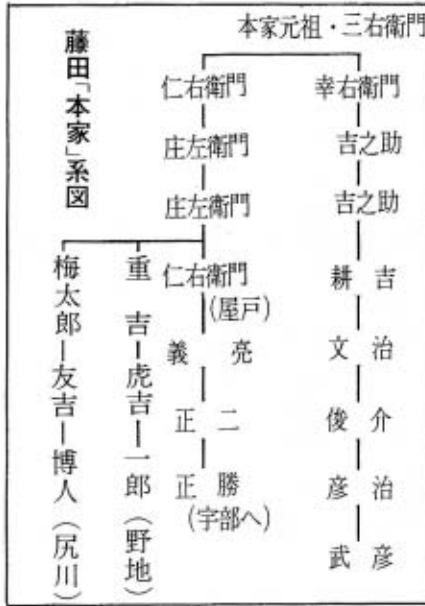 藤田「本家」系図
本家元祖・三右衛門
幸右衛門
吉之助
吉之助
耕吉
文治
俊介
彦治
武彦
仁右衛門
庄左衛門
庄左衛門
仁右衛門
(屋戸)
義亮
正二
正勝
(宇部へ)
重吉ー虎吉ー一郎(野地)
梅太郎ー友吉ー博人(尻川)